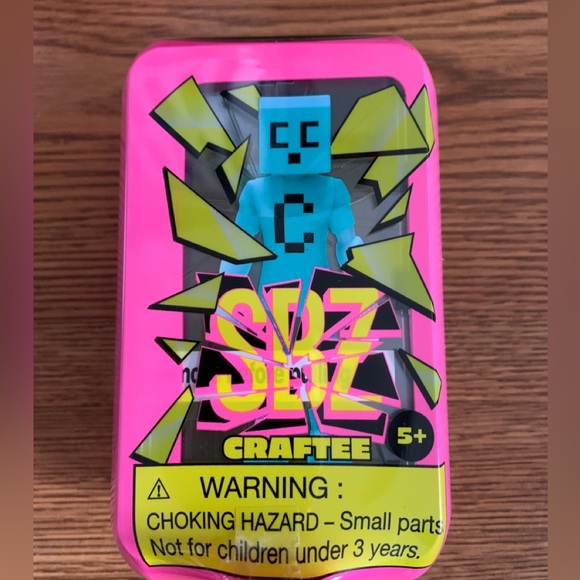 C
SBZ
CRAFTEE
5+
⚠ WARNING :
CHOKING HAZARD – Small parts
Not for children under 3 years.